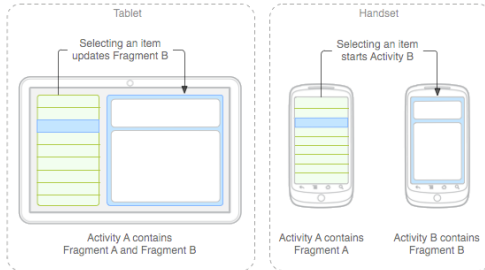 Tablet
Selecting an item
updates Fragment B
Activity A contains
Fragment A and Fragment B
Handset
Selecting an item
starts Activity B
Activity A contains
Fragment A
Activity B contains
Fragment B